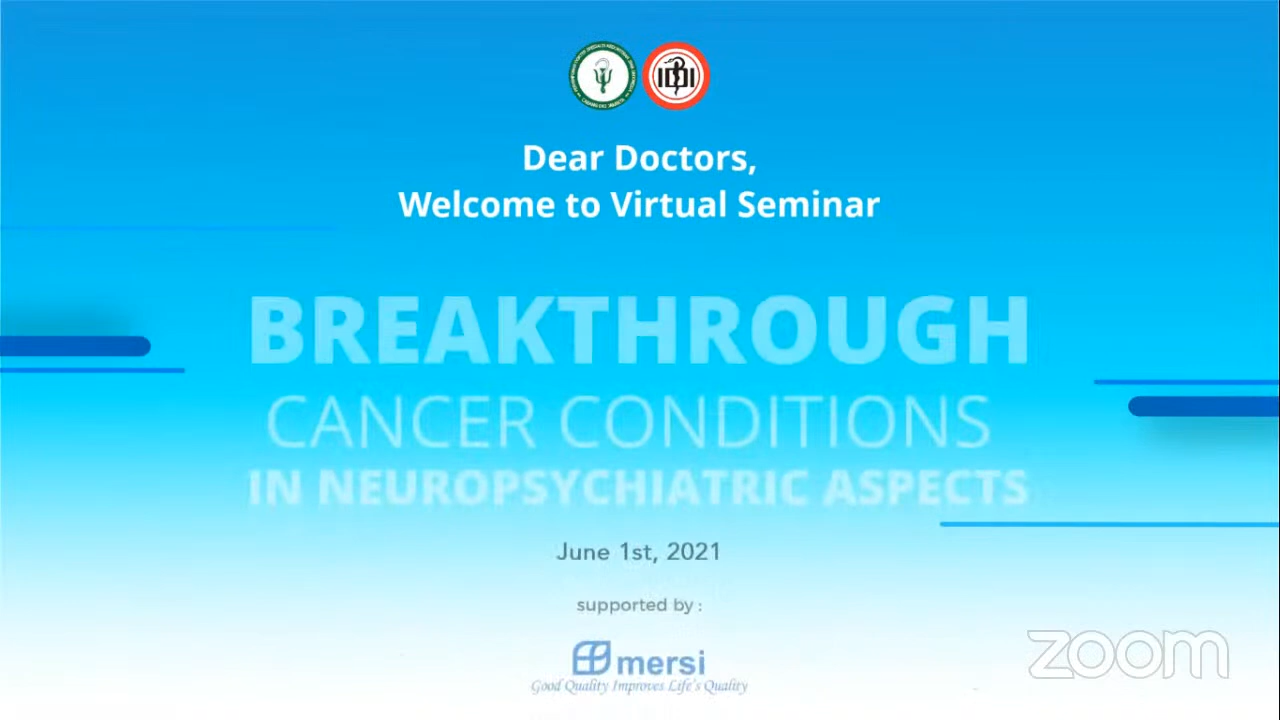 IDI
Dear Doctors,
Welcome to Virtual Seminar
BREAKTHROUGH
CANCER CONDITIONS
IN NEUROPSYCHIATRIC ASPECTS
June 1st, 2021
supported by :
mersi
Good Quality Improves Life's Quality
zoom